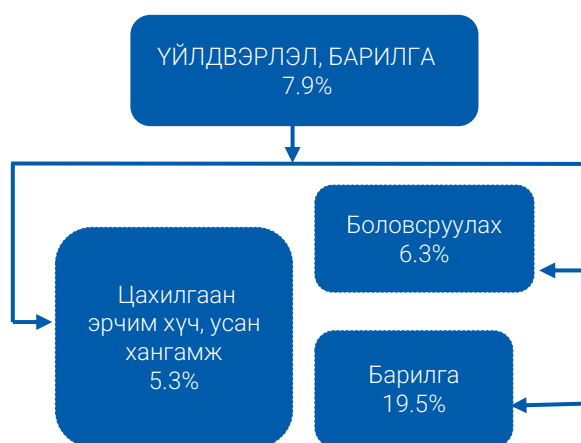 ҮЙЛДВЭРЛЭЛ, БАРИЛГА
7.9%
Боловсруулах
6.3%
Цахилгаан
эрчим хүч, усан
хангамж
5.3%
Барилга
19.5%